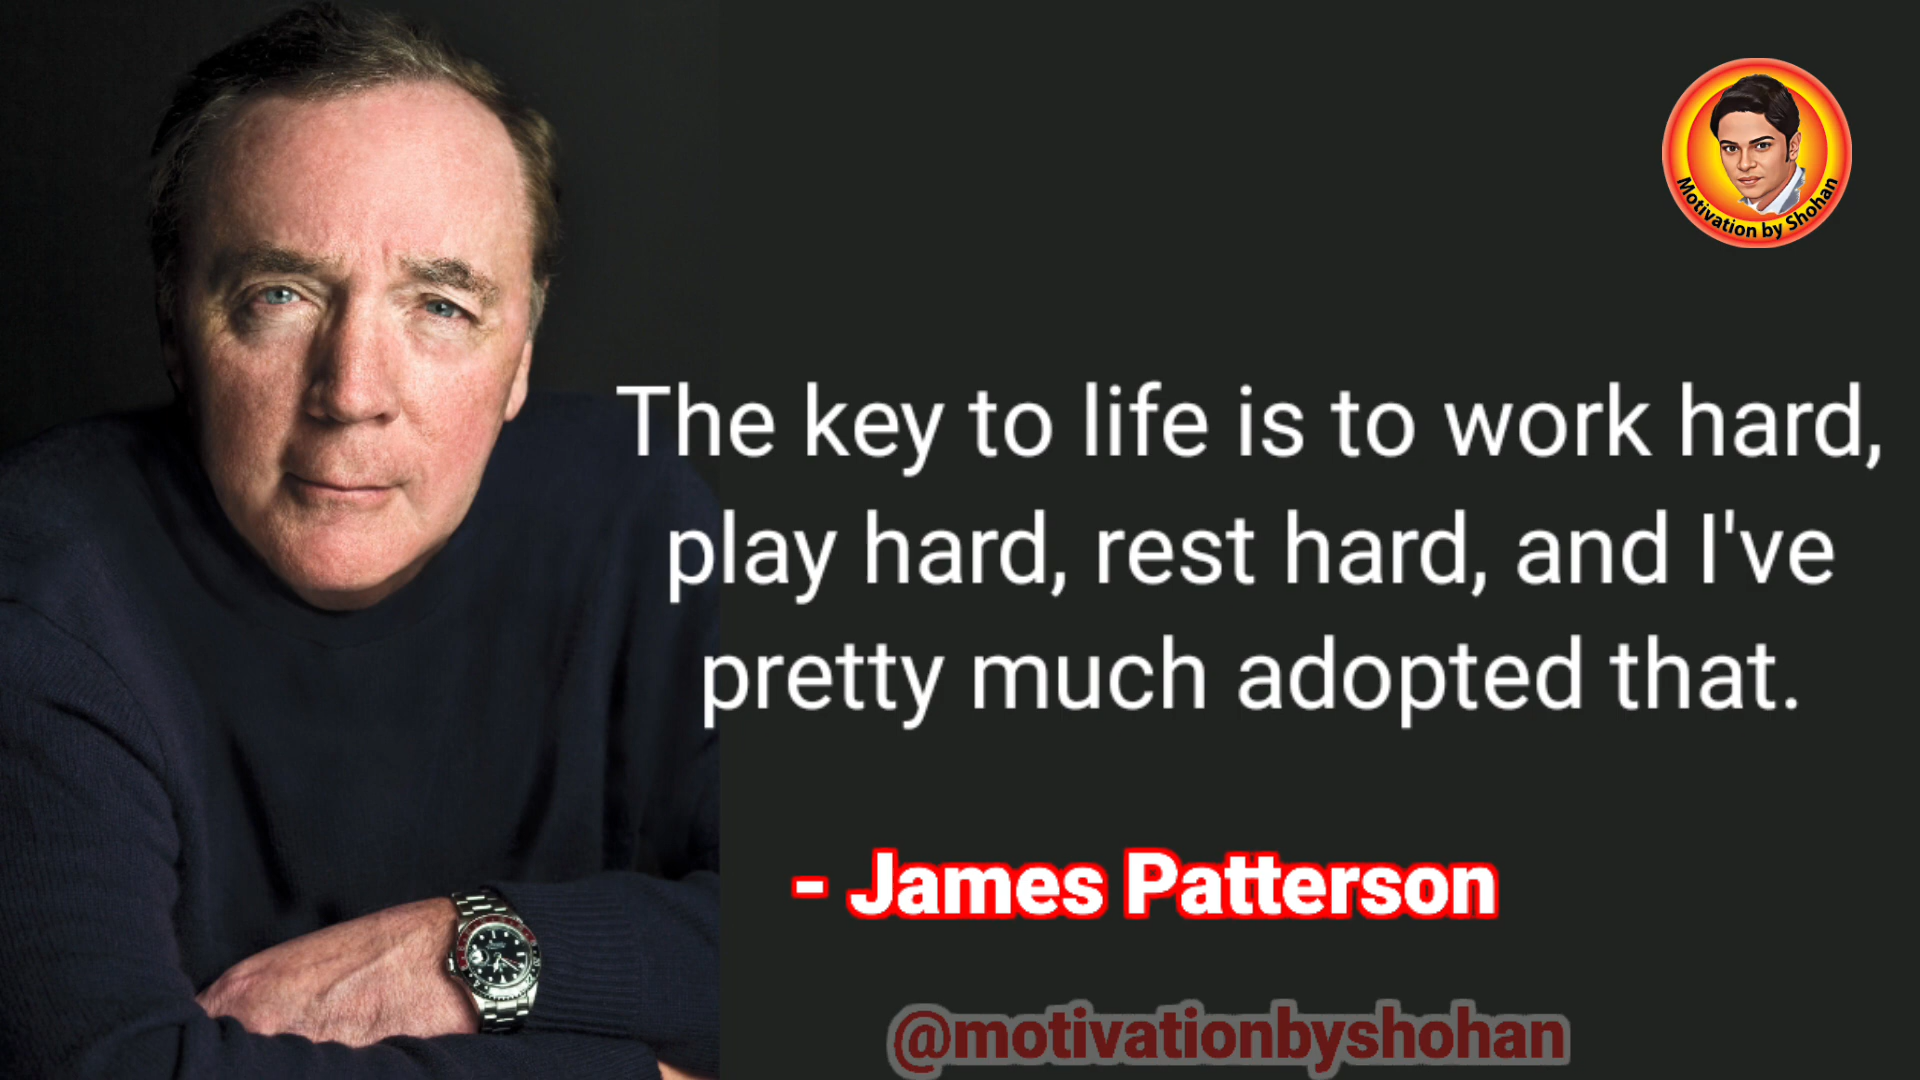 Motivation by Shohan
The key to life is to work hard,
play hard, rest hard, and I've
pretty much adopted that.
- James Patterson
@motivationbyshohan